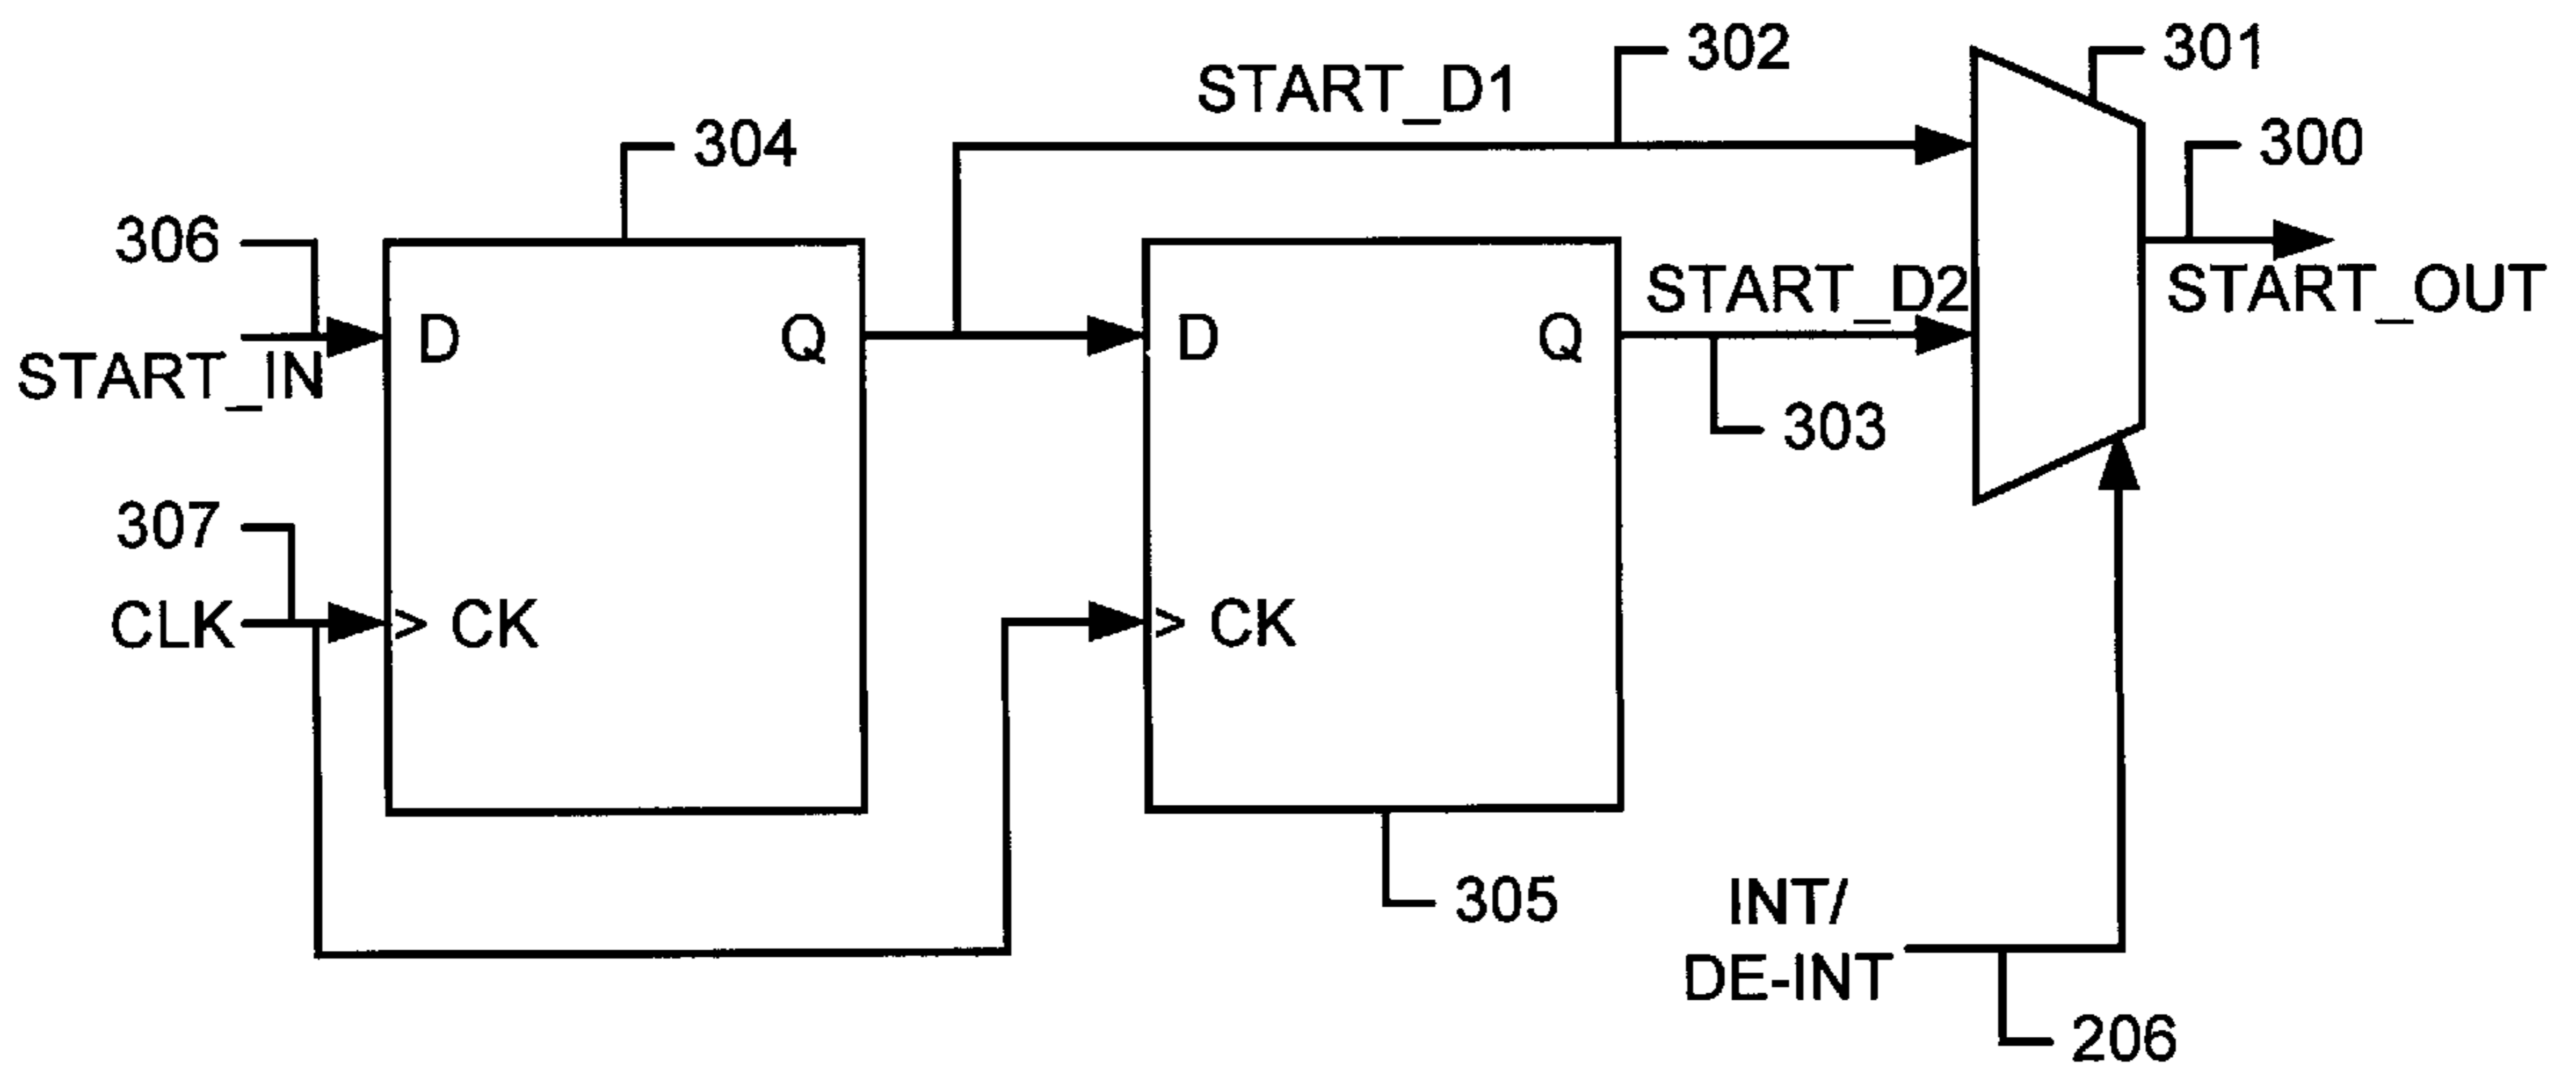 302
301
START_D1
304
300
306
START_D2
START_OUT
D
Q
D
Q
START_IN
303
307
CLK
> CK
> CK
305
INT/
DE-INT
206